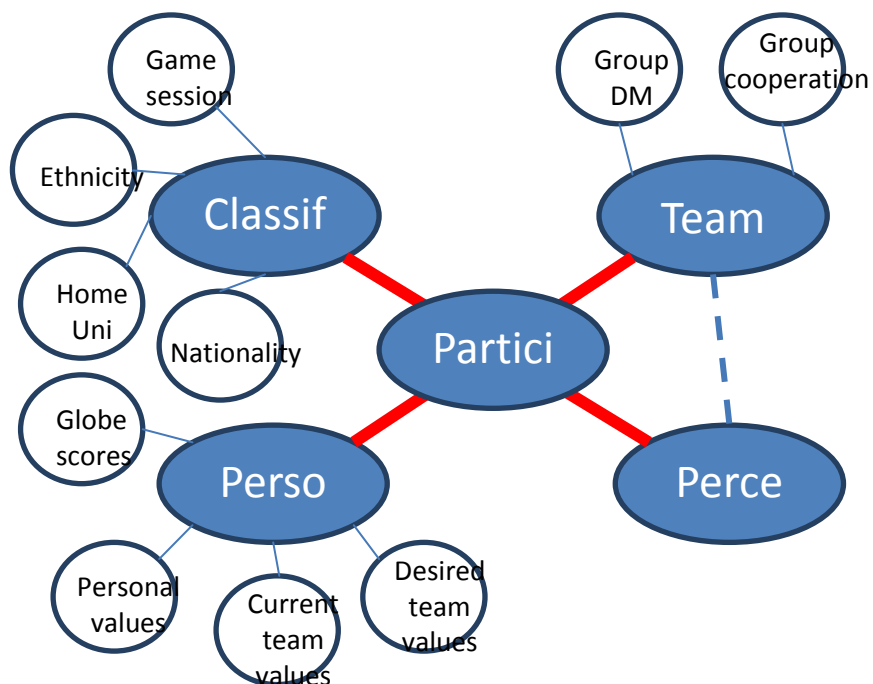 Game
session
Group
DM
Group
cooperation
Ethnicity
Classif
Team
Home
Uni
Nationality
Partici
Globe
scores
Perso
Perce
Personal
values
Current
team
values
Desired
team
values